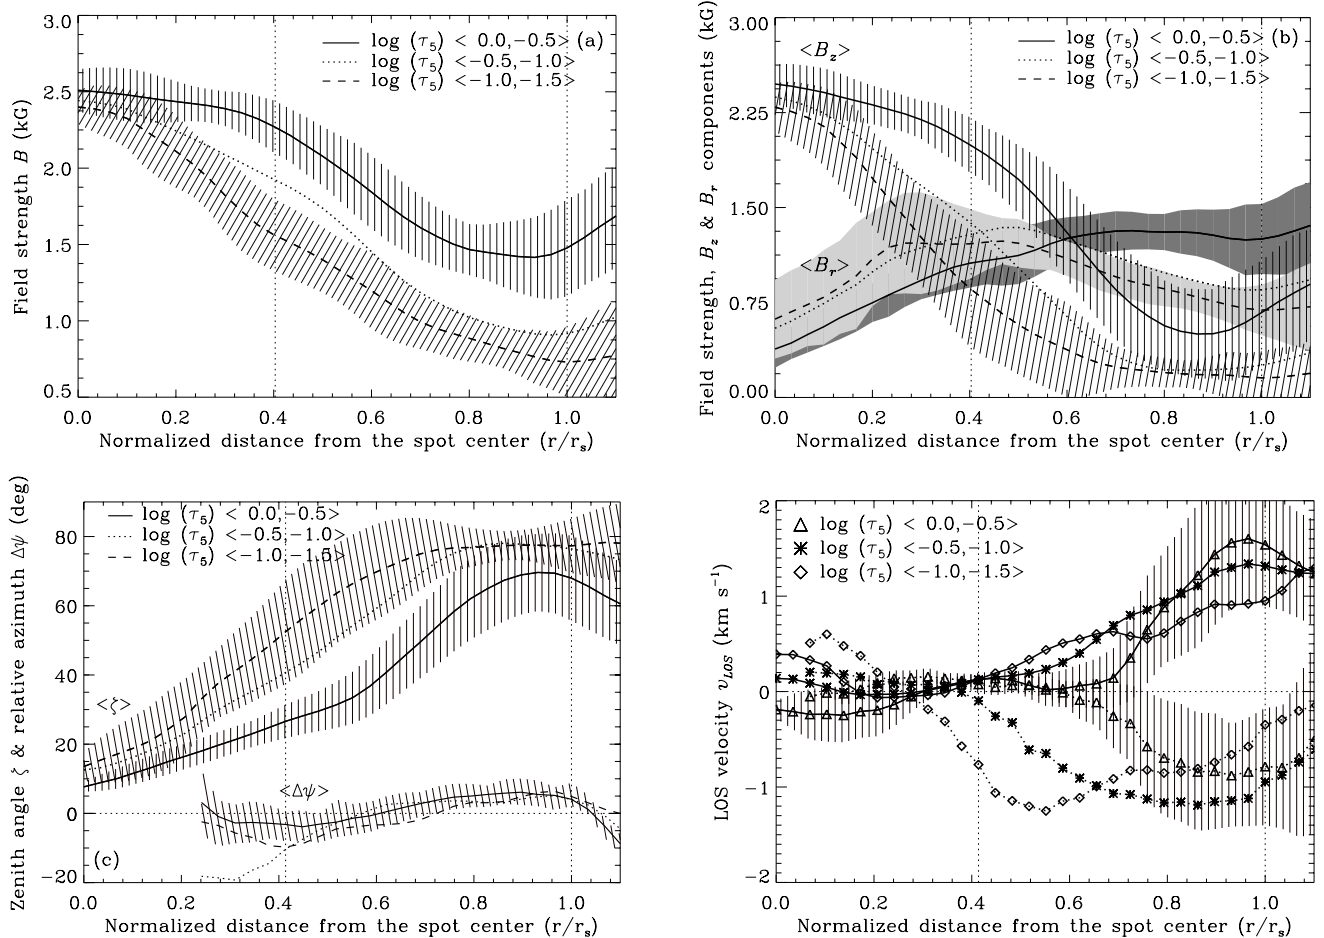 3.0
2.5
2.0
1.5
1.0
0.5
Field strength B (kG)
log (τ5) < 0.0,−0.5> (a)
log (τ5) <−0.5,−1.0>
log (τ5) <−1.0,−1.5>
0.0 0.2 0.4 0.6 0.8 1.0
Normalized distance from the spot center (r/rs)
3.00
2.25
1.50
0.75
0.00
Field strength, Bz & Br components (kG)
<Bz>
log (τ5) < 0.0,−0.5> (b)
log (τ5) <−0.5,−1.0>
log (τ5) <−1.0,−1.5>
<Br>
0.0 0.2 0.4 0.6 0.8 1.0
Normalized distance from the spot center (r/rs)
80
60
40
20
0
−20
Zenith angle ζ & relative azimuth Δψ (deg)
log (τ5) < 0.0,−0.5>
log (τ5) <−0.5,−1.0>
log (τ5) <−1.0,−1.5>
<ζ>
<Δψ>
(c)
0.0 0.2 0.4 0.6 0.8 1.0
Normalized distance from the spot center (r/rs)
2
1
0
−1
−2
LOS velocity vLOS (km s−1)
log (τ5) < 0.0,−0.5>
log (τ5) <−0.5,−1.0>
log (τ5) <−1.0,−1.5>
0.0 0.2 0.4 0.6 0.8 1.0
Normalized distance from the spot center (r/rs)